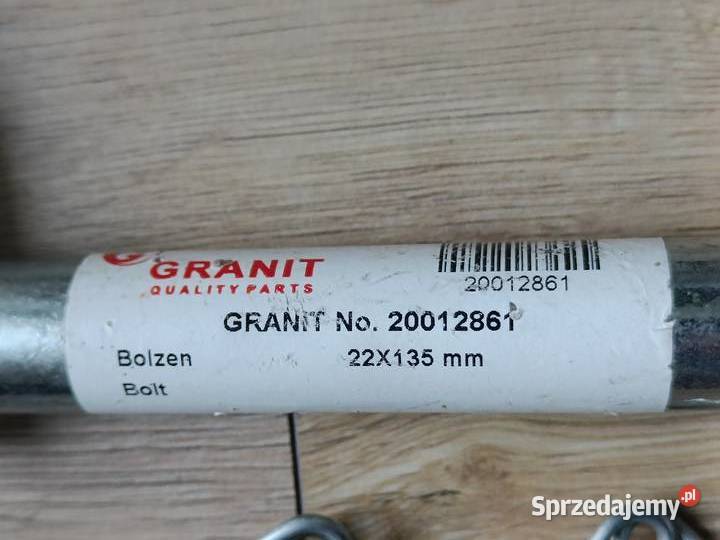 GRANIT
QUALITY PARTS
20012861
GRANIT No. 20012861
Bolzen 22X135 mm
Bolt
Sprzedajemy.pl